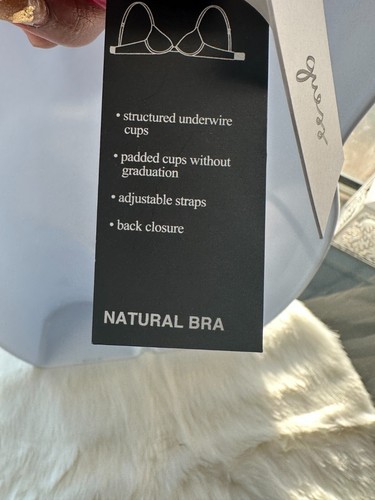 • structured underwire
cups
• padded cups without
graduation
• adjustable straps
• back closure
NATURAL BRA